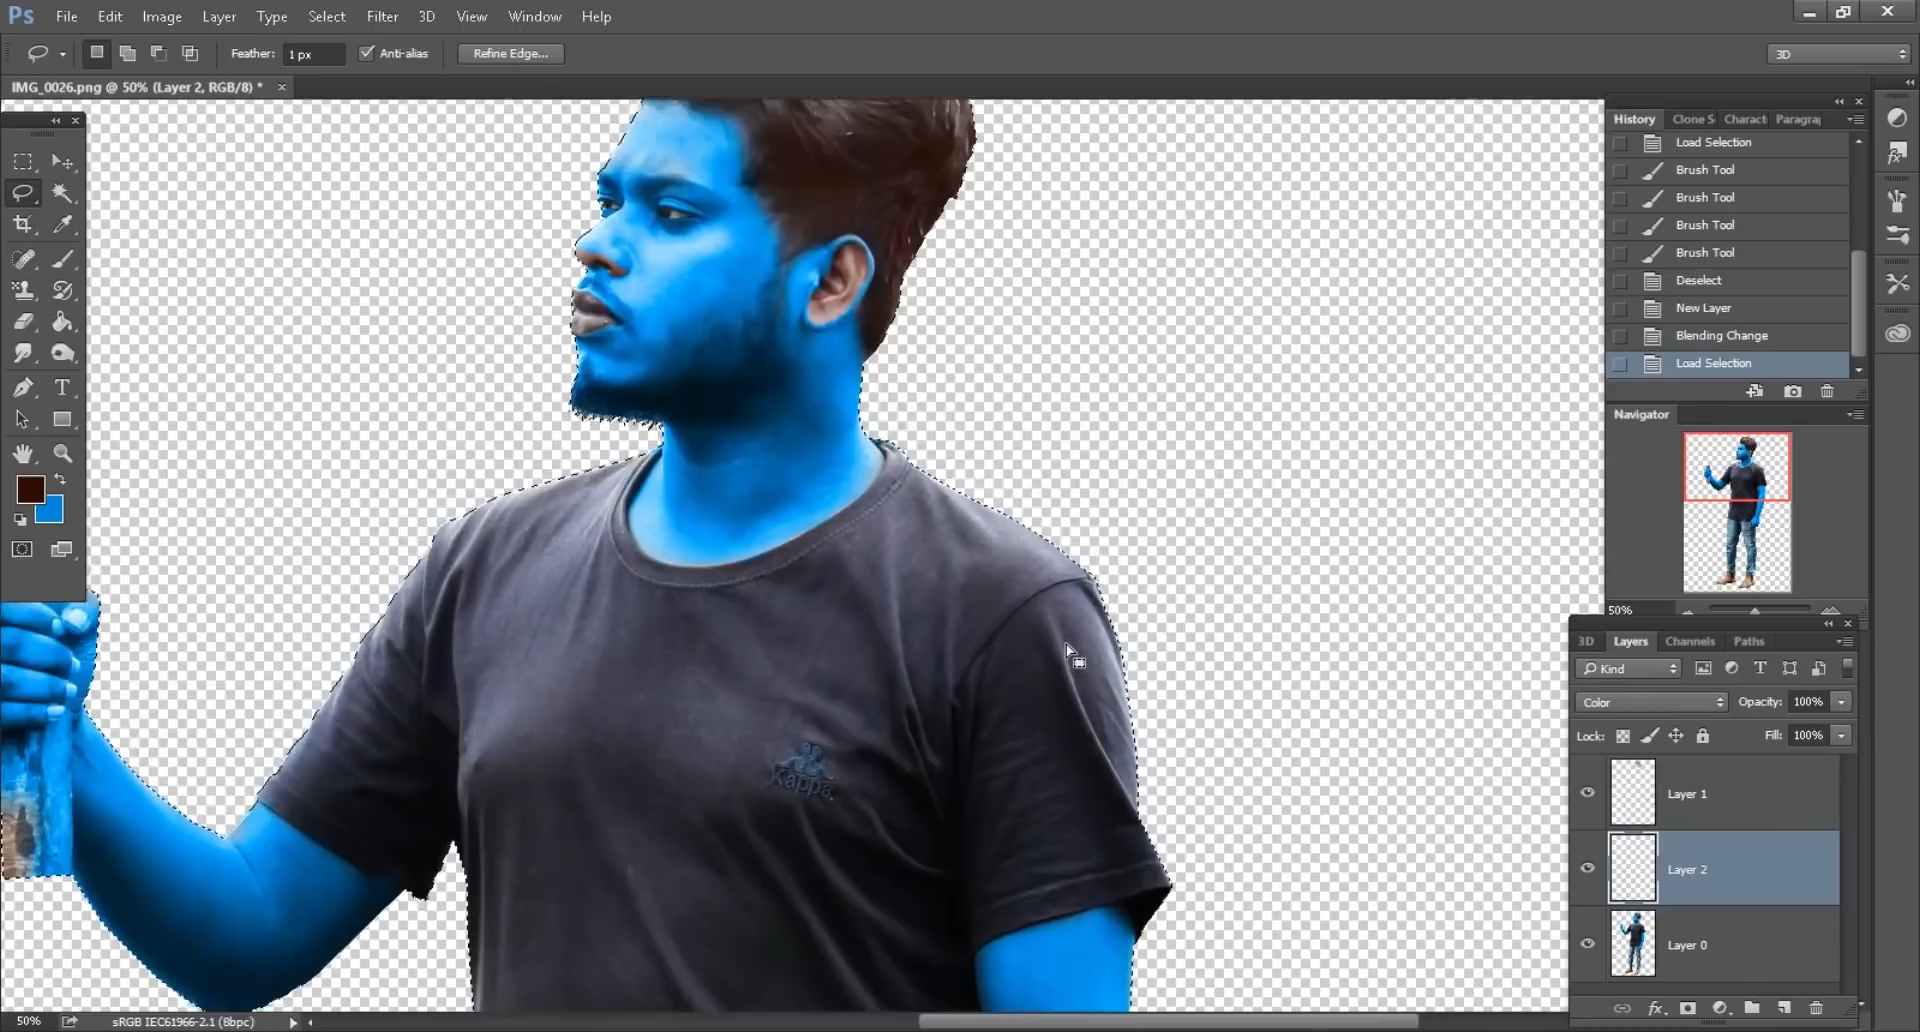 Ps File Edit Image Layer Type Select Filter 3D View Window Help
Feather: 1 px Anti-alias Refine Edge... 3D
IMG_0026.png @ 50% (Layer 2, RGB/8) * ×
History Clone S Charact Paragra
Load Selection
Brush Tool
Brush Tool
Brush Tool
Brush Tool
Deselect
New Layer
Blending Change
Load Selection
Navigator
50%
3D Layers Channels Paths
Kind
Color Opacity: 100%
Lock: Fill: 100%
Layer 1
Layer 2
Layer 0
Kappa
50% sRGB IEC61966-2.1 (8bpc)